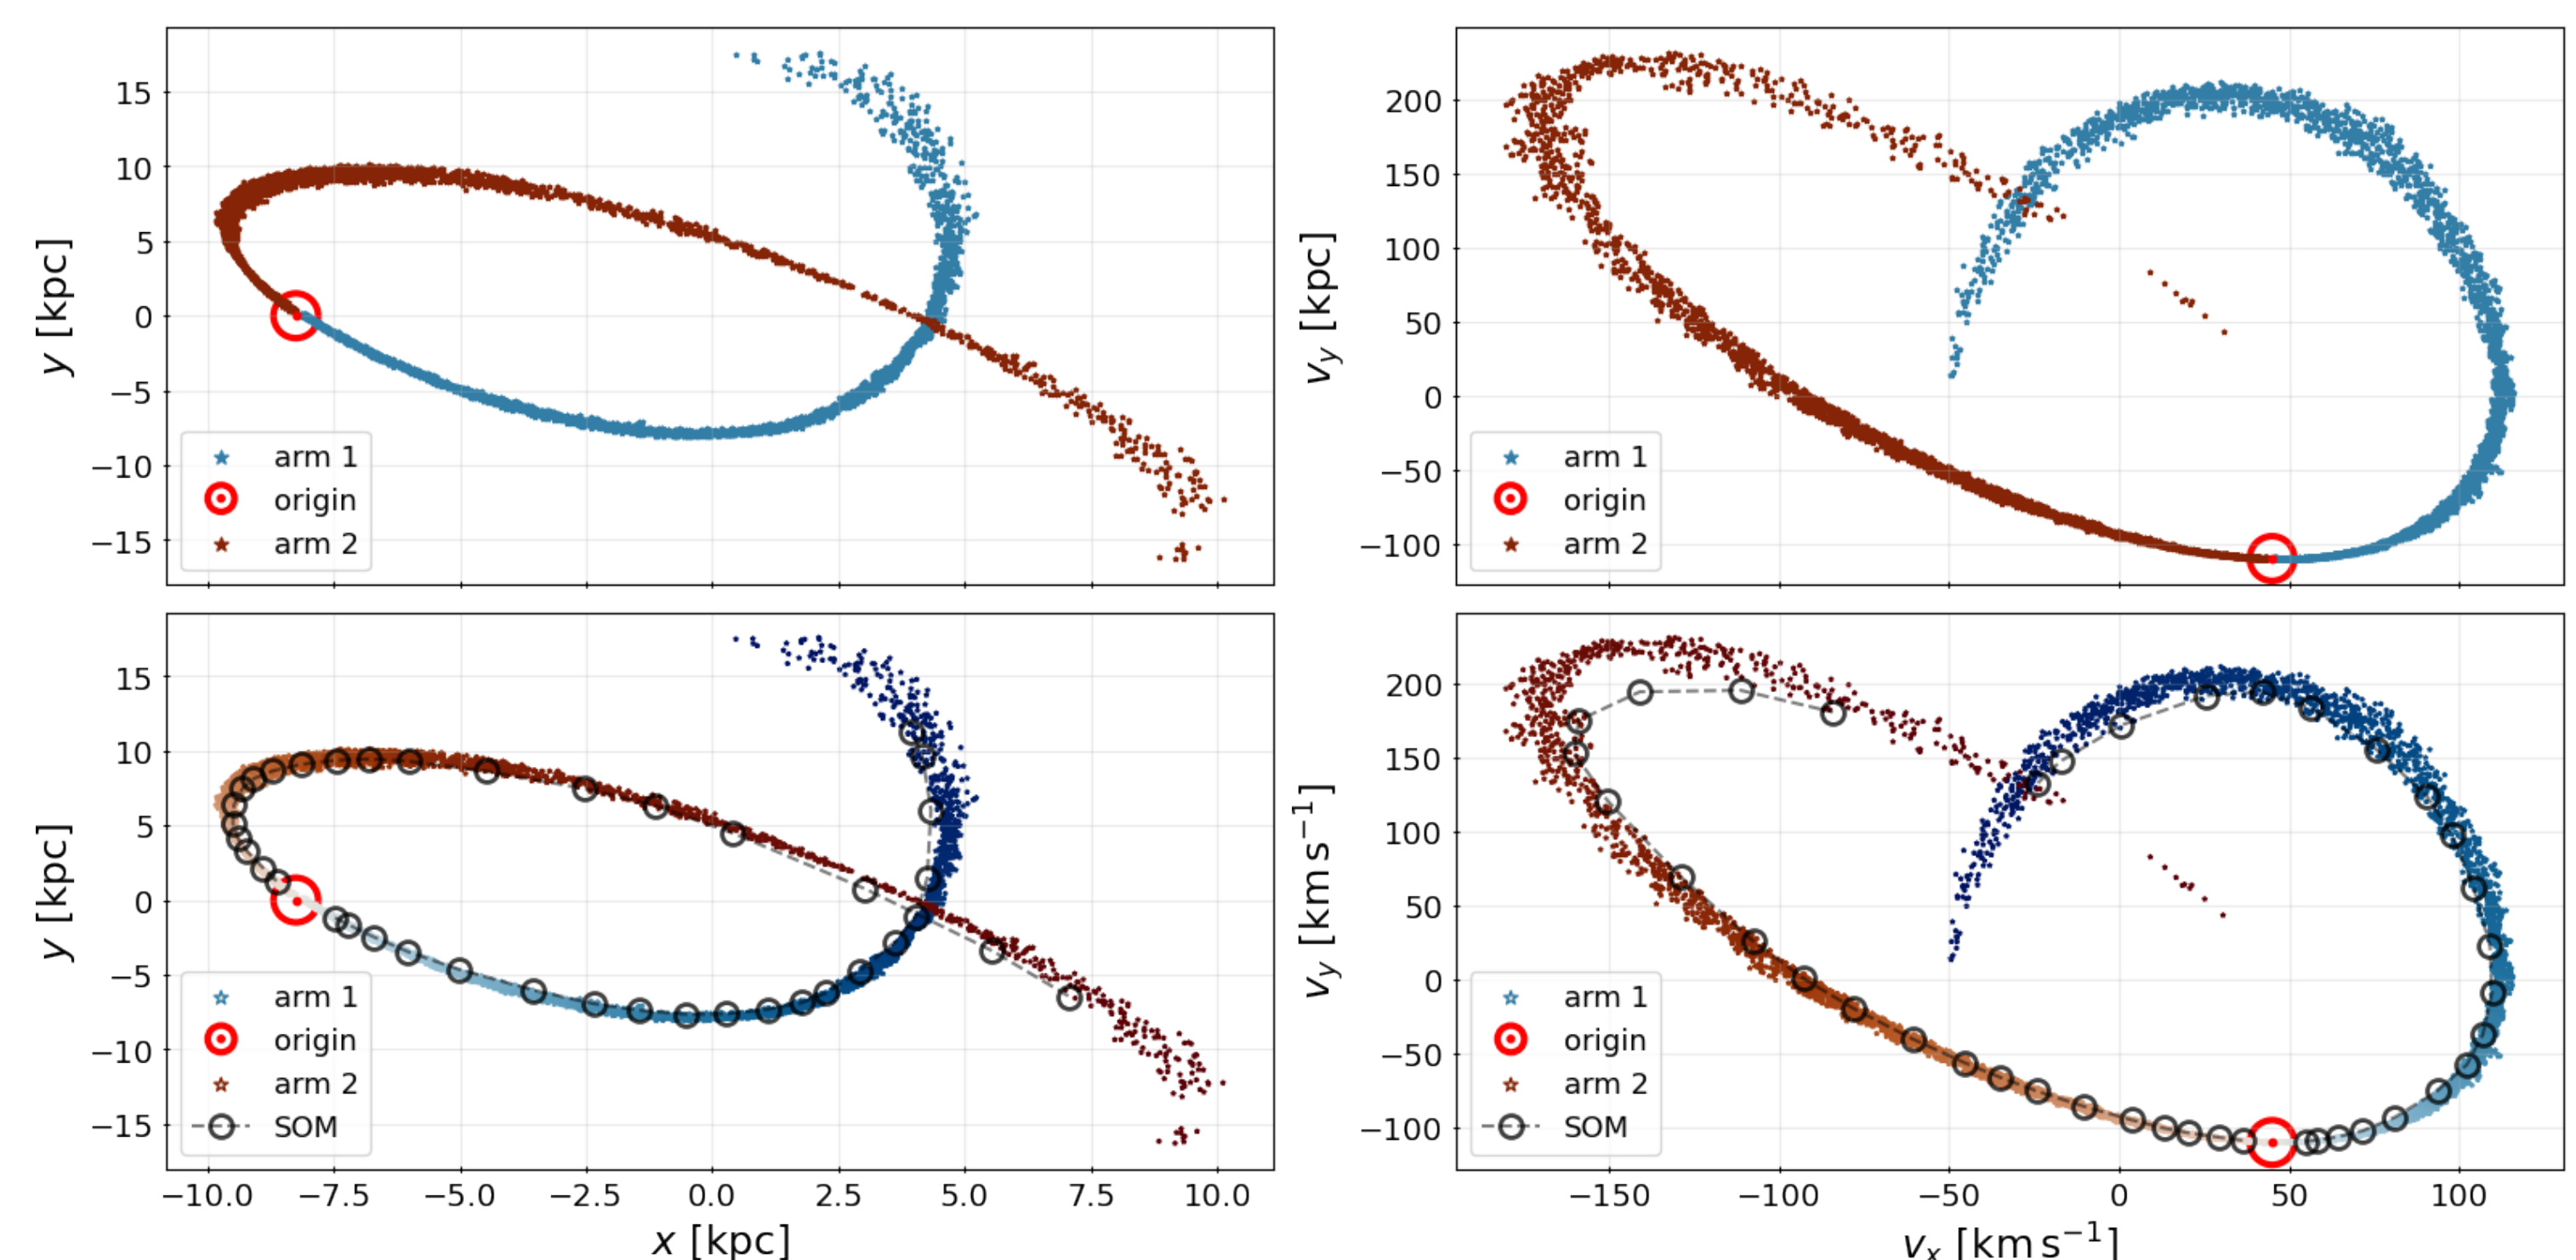 15
10
5
0
−5
−10
−15
y [kpc]
arm 1
origin
arm 2
200
150
100
50
0
−50
−100
v_y [kpc]
arm 1
origin
arm 2
15
10
5
0
−5
−10
−15
y [kpc]
arm 1
origin
arm 2
SOM
−10.0 −7.5 −5.0 −2.5 0.0 2.5 5.0 7.5 10.0
x [kpc]
200
150
100
50
0
−50
−100
v_y [km s⁻¹]
arm 1
origin
arm 2
SOM
−150 −100 −50 0 50 100
v_x [km s⁻¹]